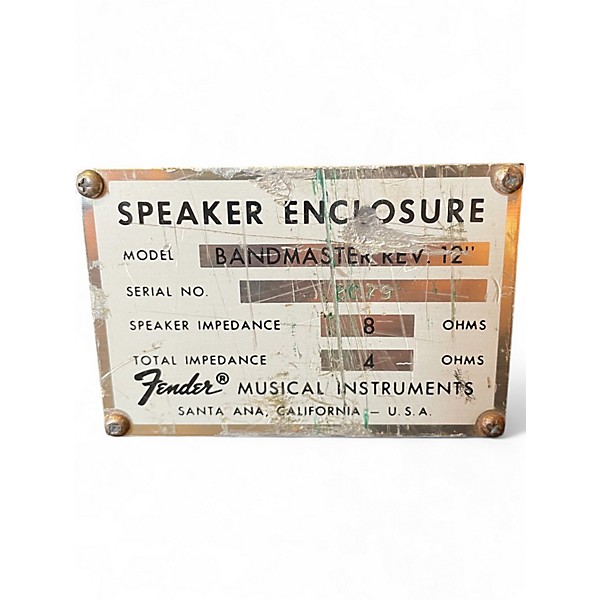 SPEAKER ENCLOSURE
MODEL BANDMASTER REV. 12"
SERIAL NO.
SPEAKER IMPEDANCE 8 OHMS
TOTAL IMPEDANCE 4 OHMS
Fender® MUSICAL INSTRUMENTS
SANTA ANA, CALIFORNIA — U.S.A.